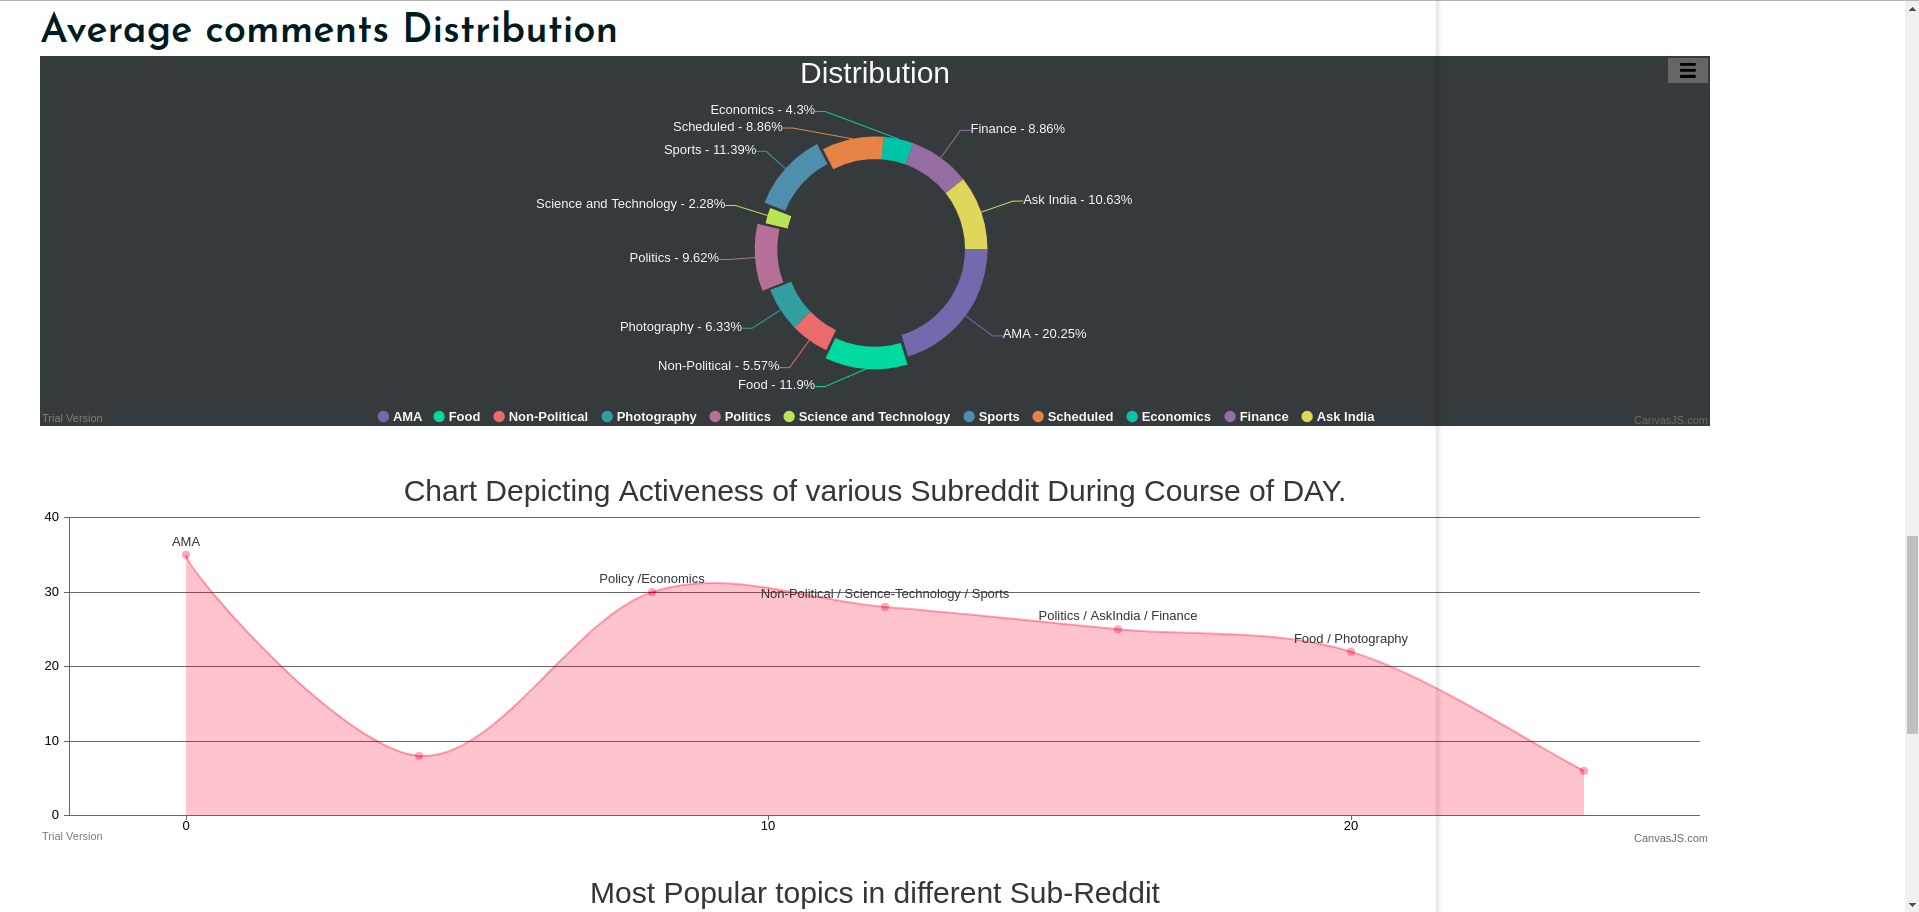 Average comments Distribution
Distribution
Economics - 4.3%
Scheduled - 8.86%
Finance - 8.86%
Sports - 11.39%
Science and Technology - 2.28%
Ask India - 10.63%
Politics - 9.62%
Photography - 6.33%
AMA - 20.25%
Non-Political - 5.57%
Food - 11.9%
AMA Food Non-Political Photography Politics Science and Technology Sports Scheduled Economics Finance Ask India
Trial Version
CanvasJS.com
Chart Depicting Activeness of various Subreddit During Course of DAY.
40
AMA
Policy /Economics
30
Non-Political / Science-Technology / Sports
Politics / AskIndia / Finance
Food / Photography
20
10
0
0 10 20
Trial Version
CanvasJS.com
Most Popular topics in different Sub-Reddit